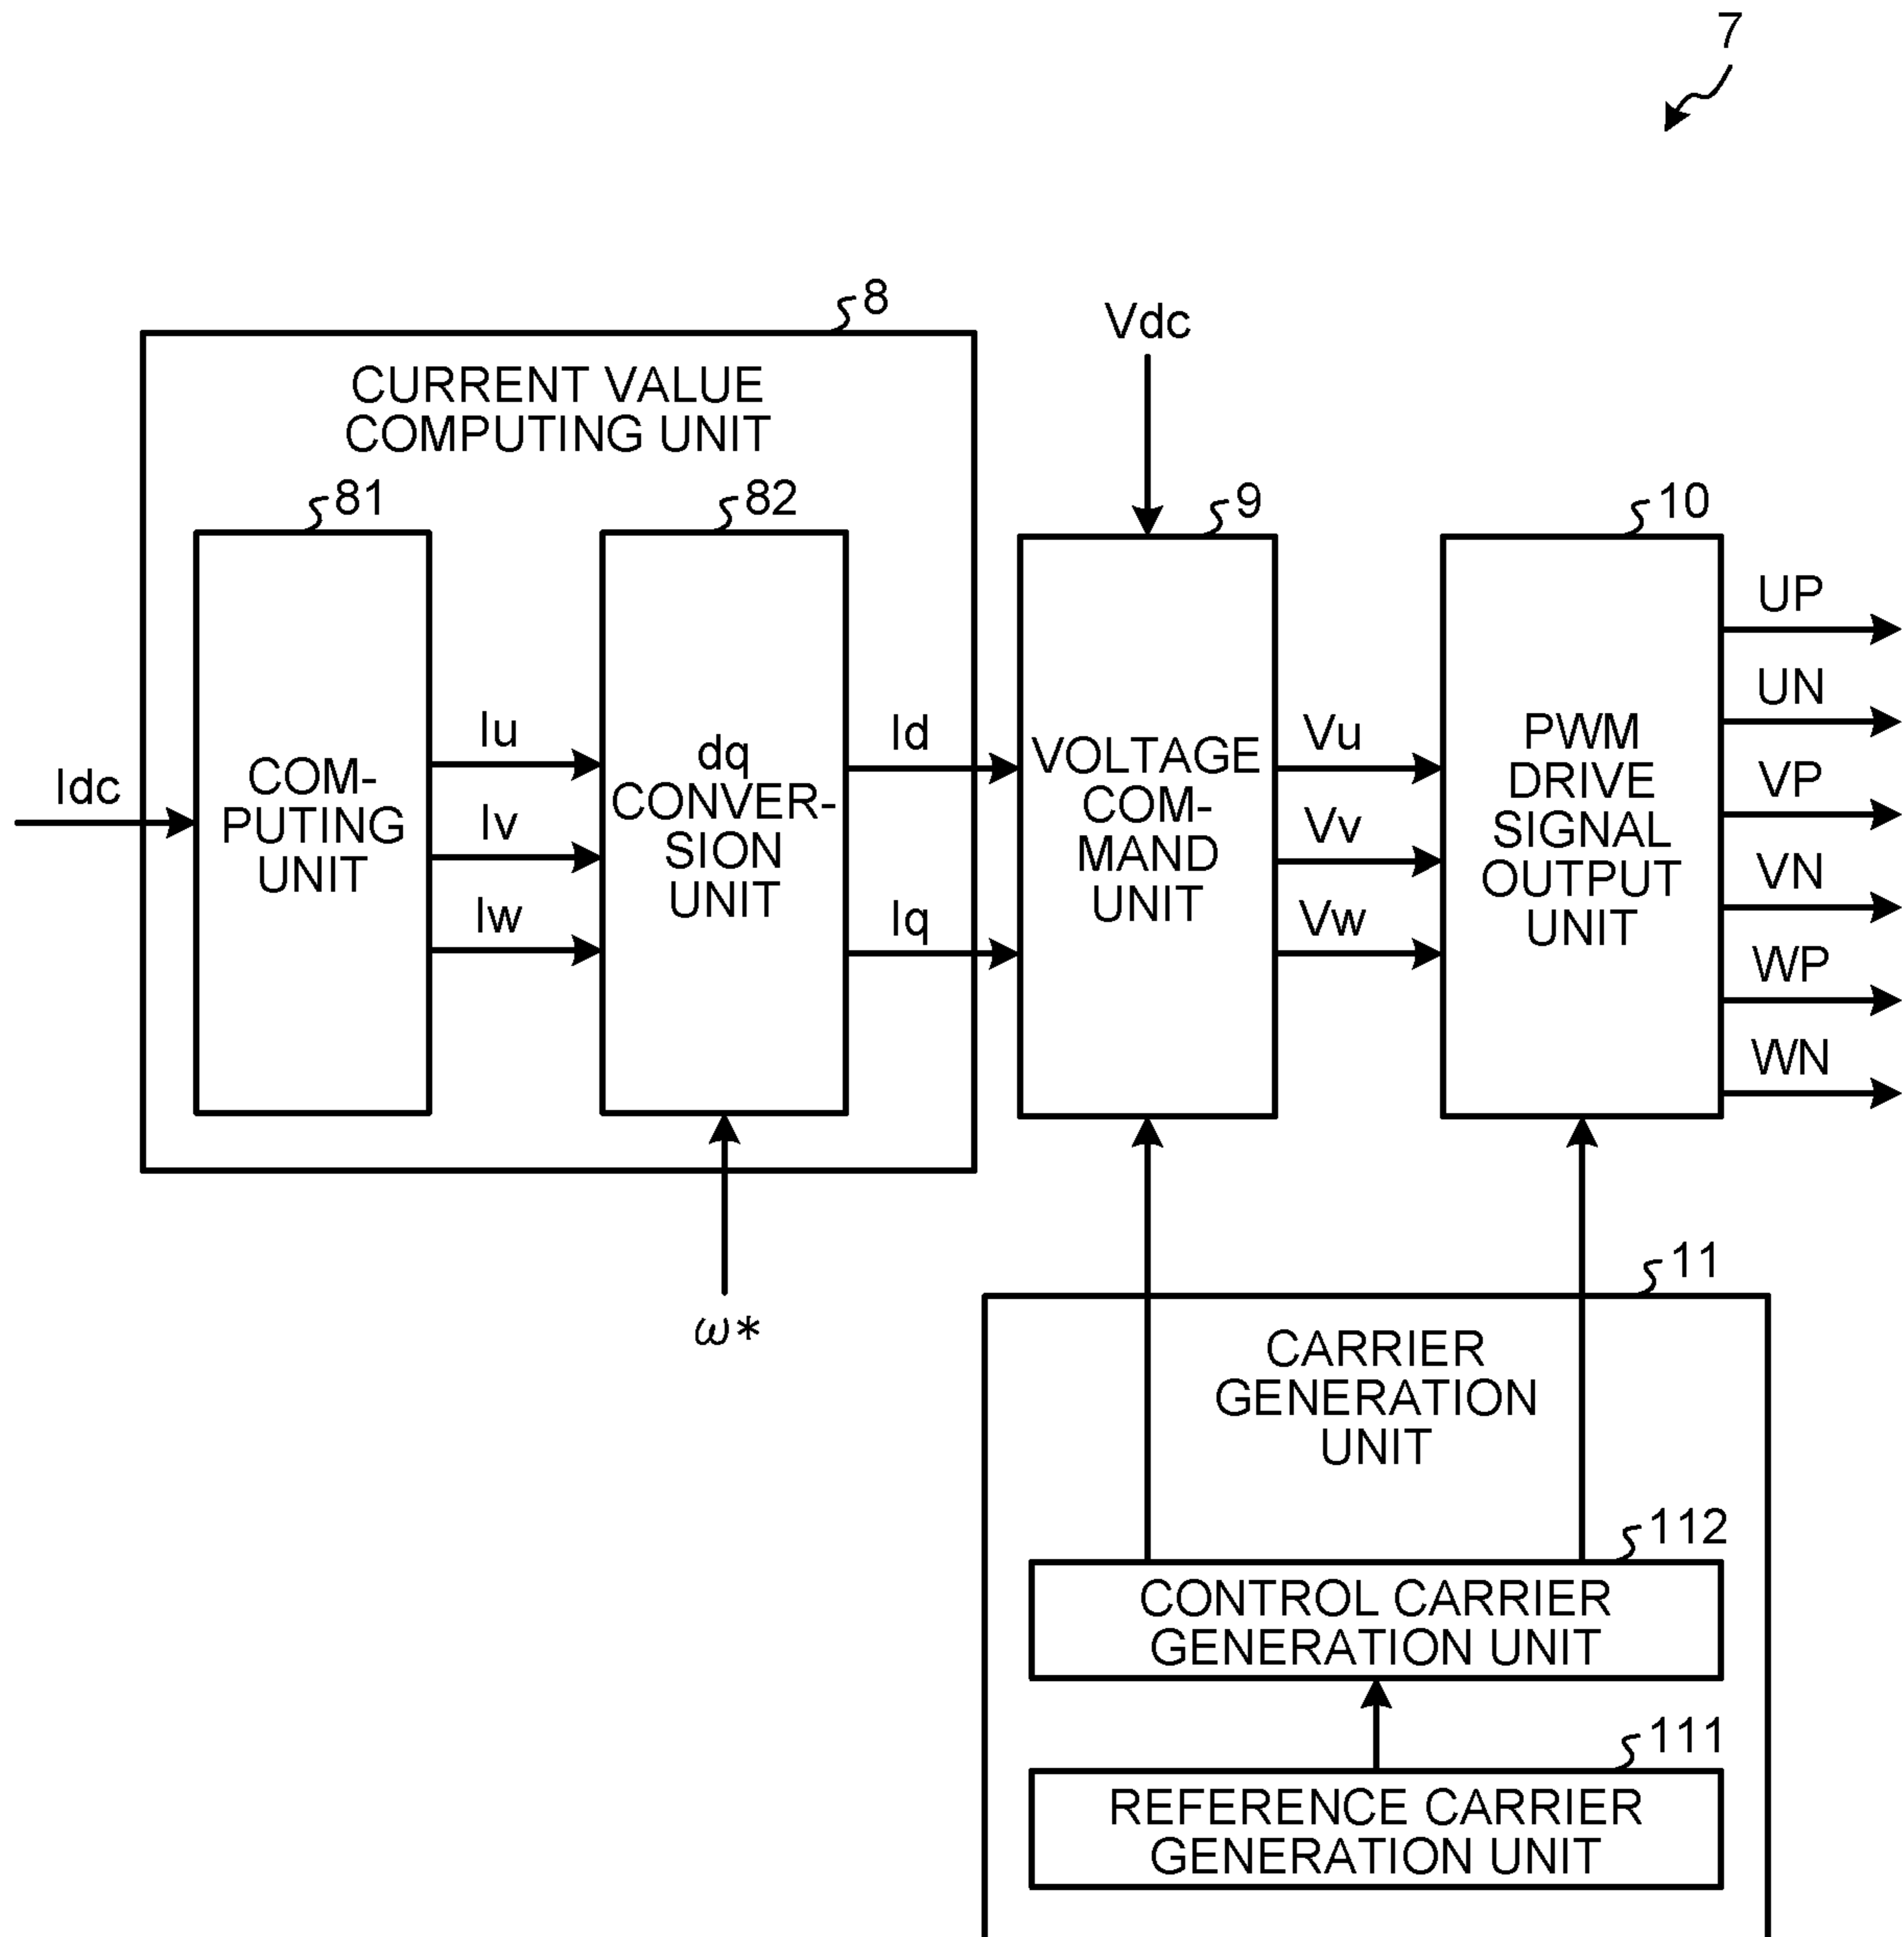 7
8
CURRENT VALUE
COMPUTING UNIT
Vdc
81
82
9
10
Idc
COM-
PUTING
UNIT
Iu
Iv
Iw
dq
CONVER-
SION
UNIT
Id
Iq
VOLTAGE
COM-
MAND
UNIT
Vu
Vv
Vw
PWM
DRIVE
SIGNAL
OUTPUT
UNIT
UP
UN
VP
VN
WP
WN
ω*
11
CARRIER
GENERATION
UNIT
112
CONTROL CARRIER
GENERATION UNIT
111
REFERENCE CARRIER
GENERATION UNIT